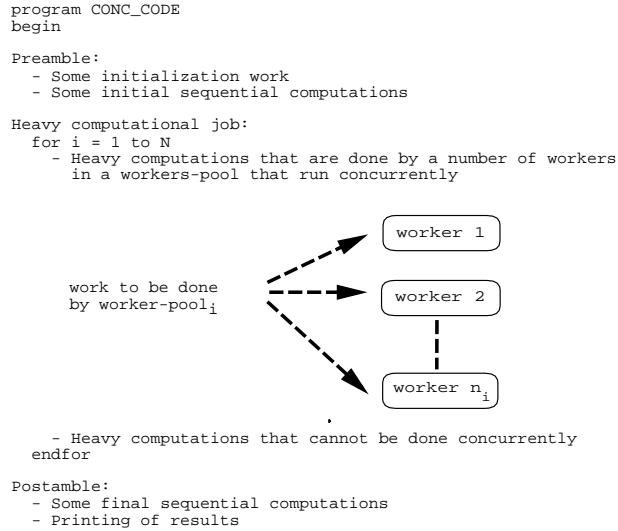 program CONC_CODE
begin
Preamble:
- Some initialization work
- Some initial sequential computations
Heavy computational job:
for i = 1 to N
- Heavy computations that are done by a number of workers
in a workers-pool that run concurrently
worker 1
work to be done
by worker-pool_i
worker 2
worker n_i
- Heavy computations that cannot be done concurrently
endfor
Postamble:
- Some final sequential computations
- Printing of results